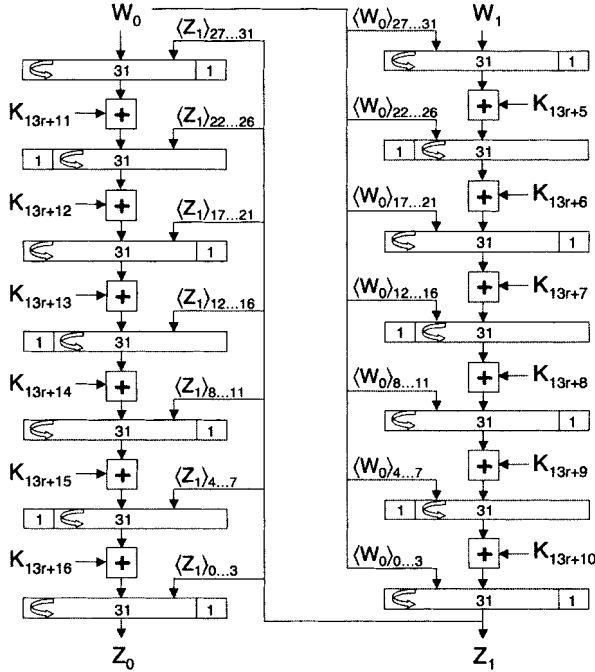 W₀ ⟨Z₁⟩₂₇...₃₁ ⟨W₀⟩₂₇...₃₁ W₁
31 1 31 1
K₁₃ᵣ₊₁₁ + + K₁₃ᵣ₊₅
⟨Z₁⟩₂₂...₂₆ ⟨W₀⟩₂₂...₂₆
1 31 1 31
K₁₃ᵣ₊₁₂ + + K₁₃ᵣ₊₆
⟨Z₁⟩₁₇...₂₁ ⟨W₀⟩₁₇...₂₁
31 1 31 1
K₁₃ᵣ₊₁₃ + + K₁₃ᵣ₊₇
⟨Z₁⟩₁₂...₁₆ ⟨W₀⟩₁₂...₁₆
1 31 1 31
K₁₃ᵣ₊₁₄ + + K₁₃ᵣ₊₈
⟨Z₁⟩₈...₁₁ ⟨W₀⟩₈...₁₁
31 1 31 1
K₁₃ᵣ₊₁₅ + + K₁₃ᵣ₊₉
⟨Z₁⟩₄...₇ ⟨W₀⟩₄...₇
1 31 1 31
K₁₃ᵣ₊₁₆ + + K₁₃ᵣ₊₁₀
⟨Z₁⟩₀...₃ ⟨W₀⟩₀...₃
31 1 31 1
Z₀ Z₁